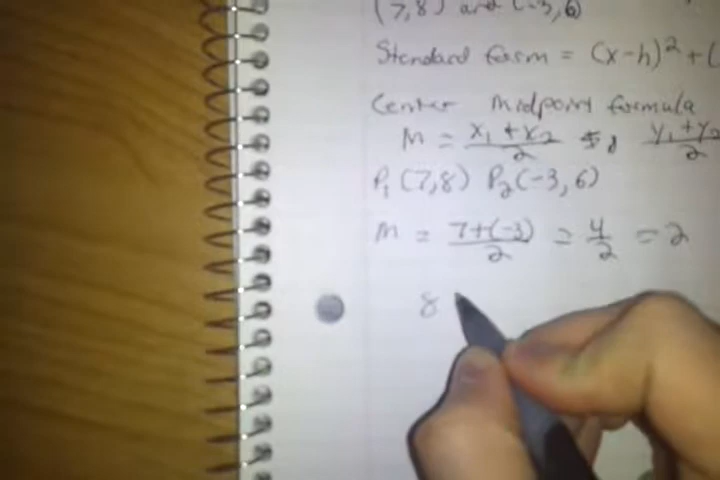 (7,8) and (-3,6)
Standard form = (x-h)² + (
Center Midpoint formula
M = x₁ + x₂ / 2 , y₁ + y₂ / 2
P₁ (7,8) P₂ (-3, 6)
M = 7+(-3) / 2 = 4 / 2 = 2
8